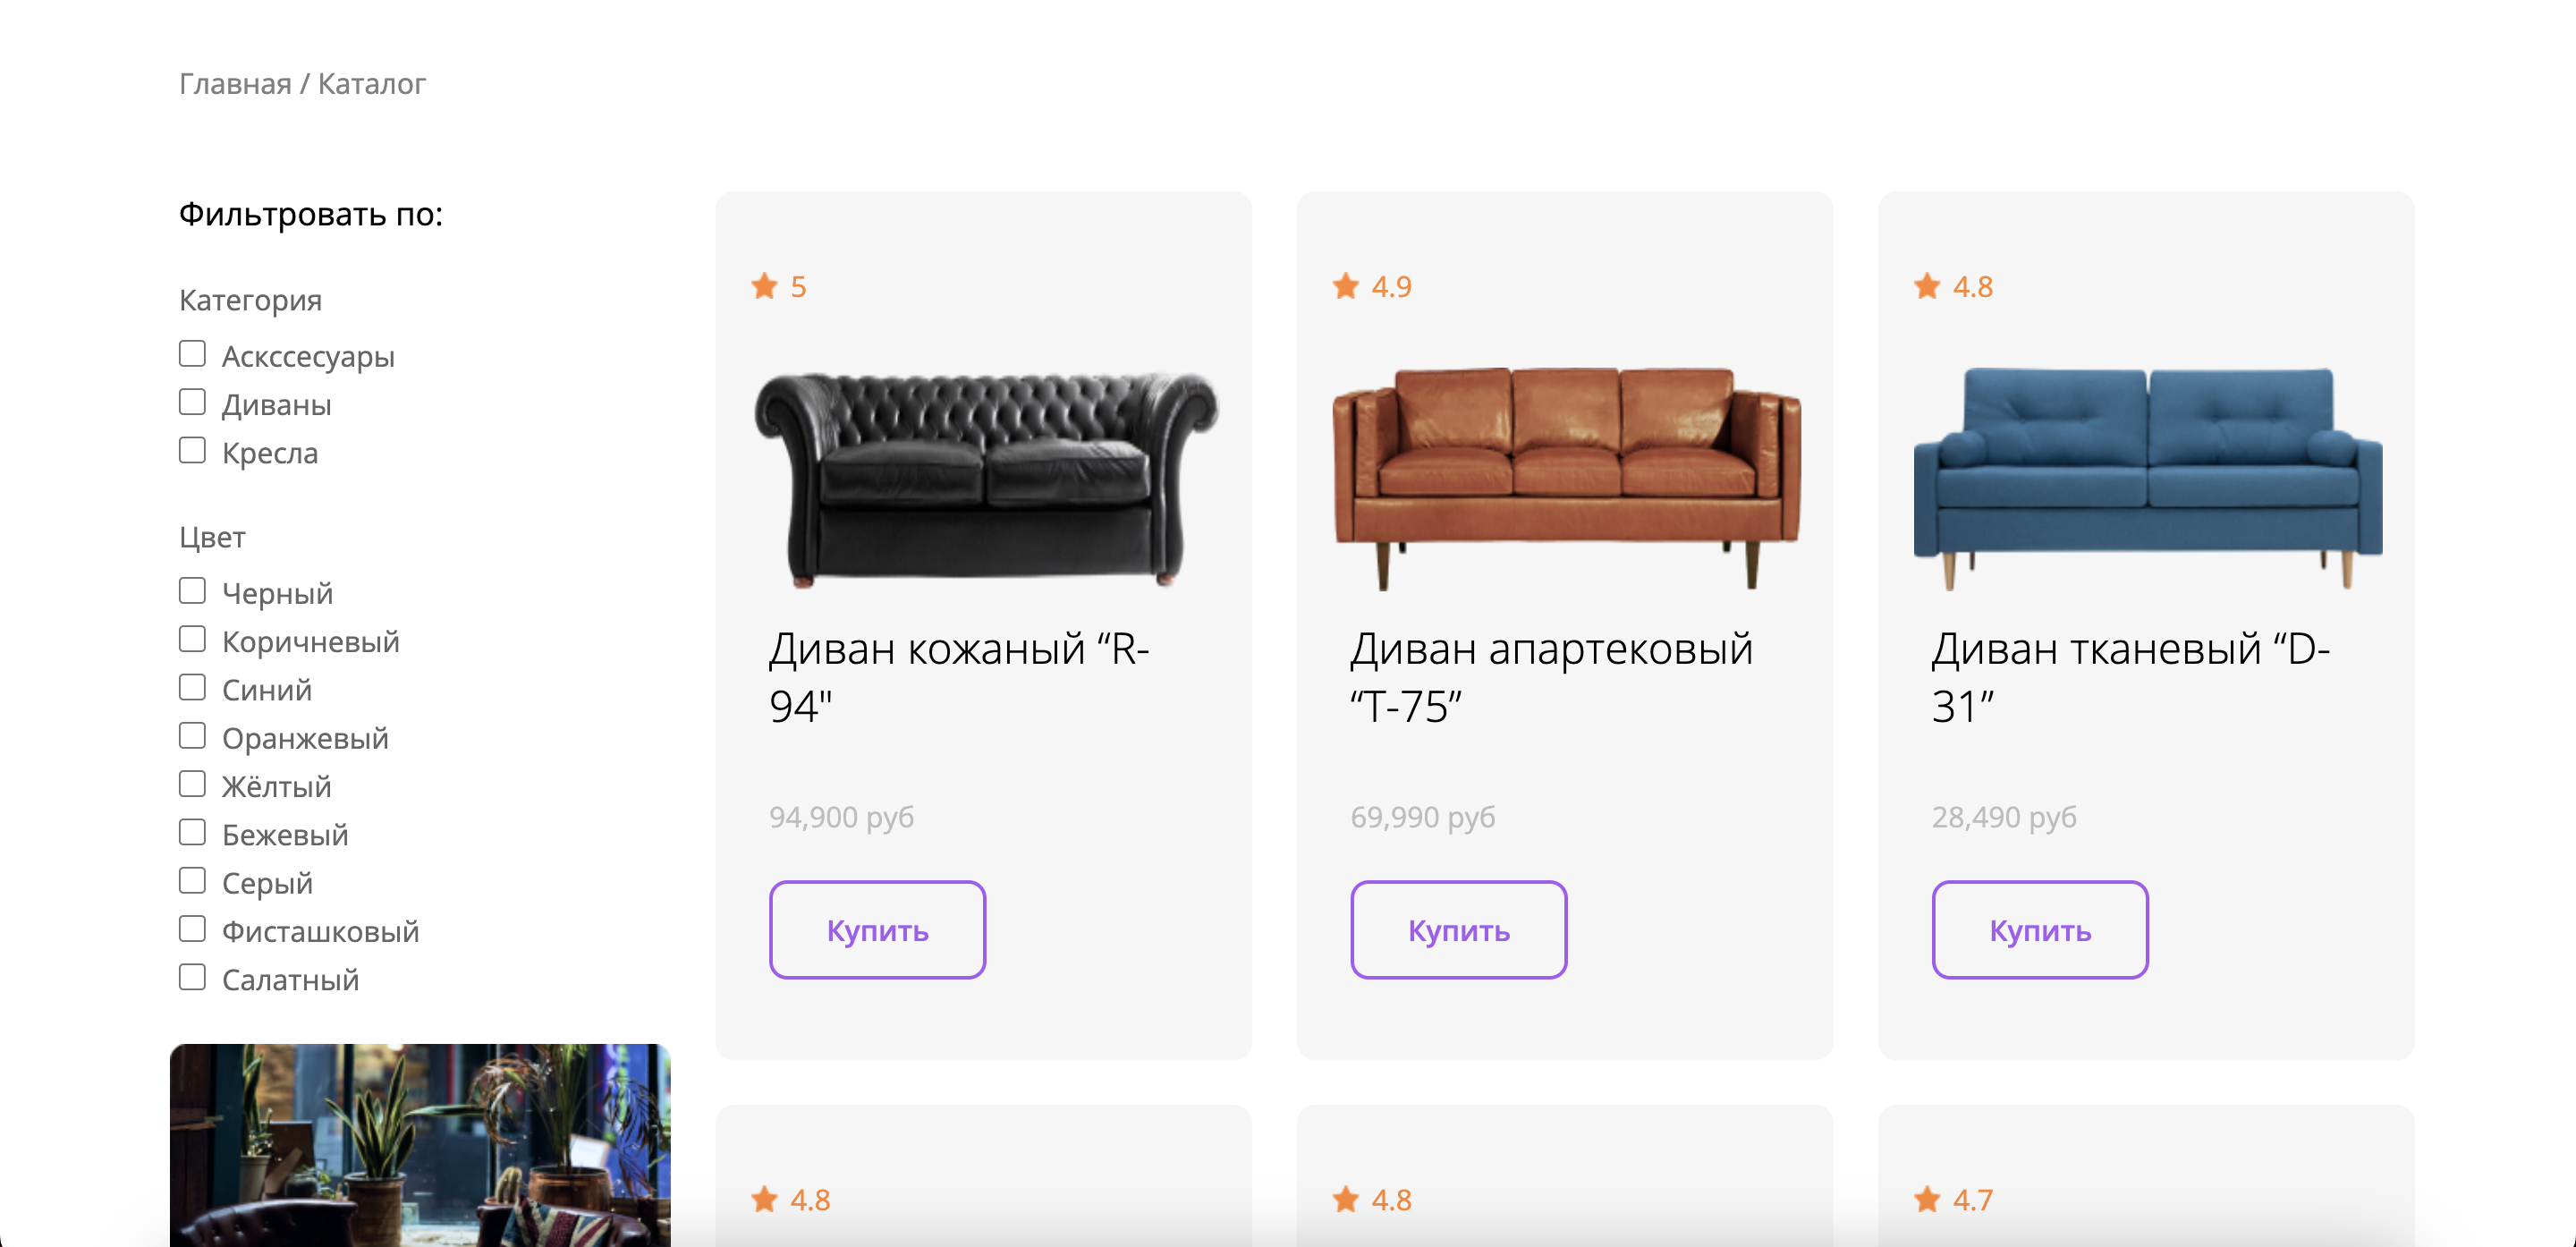 Главная / Каталог
Фильтровать по:
Категория
Аскссесуары
Диваны
Кресла
Цвет
Черный
Коричневый
Синий
Оранжевый
Жёлтый
Бежевый
Серый
Фисташковый
Салатный
5
Диван кожаный “R-
94"
94,900 руб
Купить
4.9
Диван апартековый
“T-75”
69,990 руб
Купить
4.8
Диван тканевый “D-
31”
28,490 руб
Купить
4.8
4.8
4.7